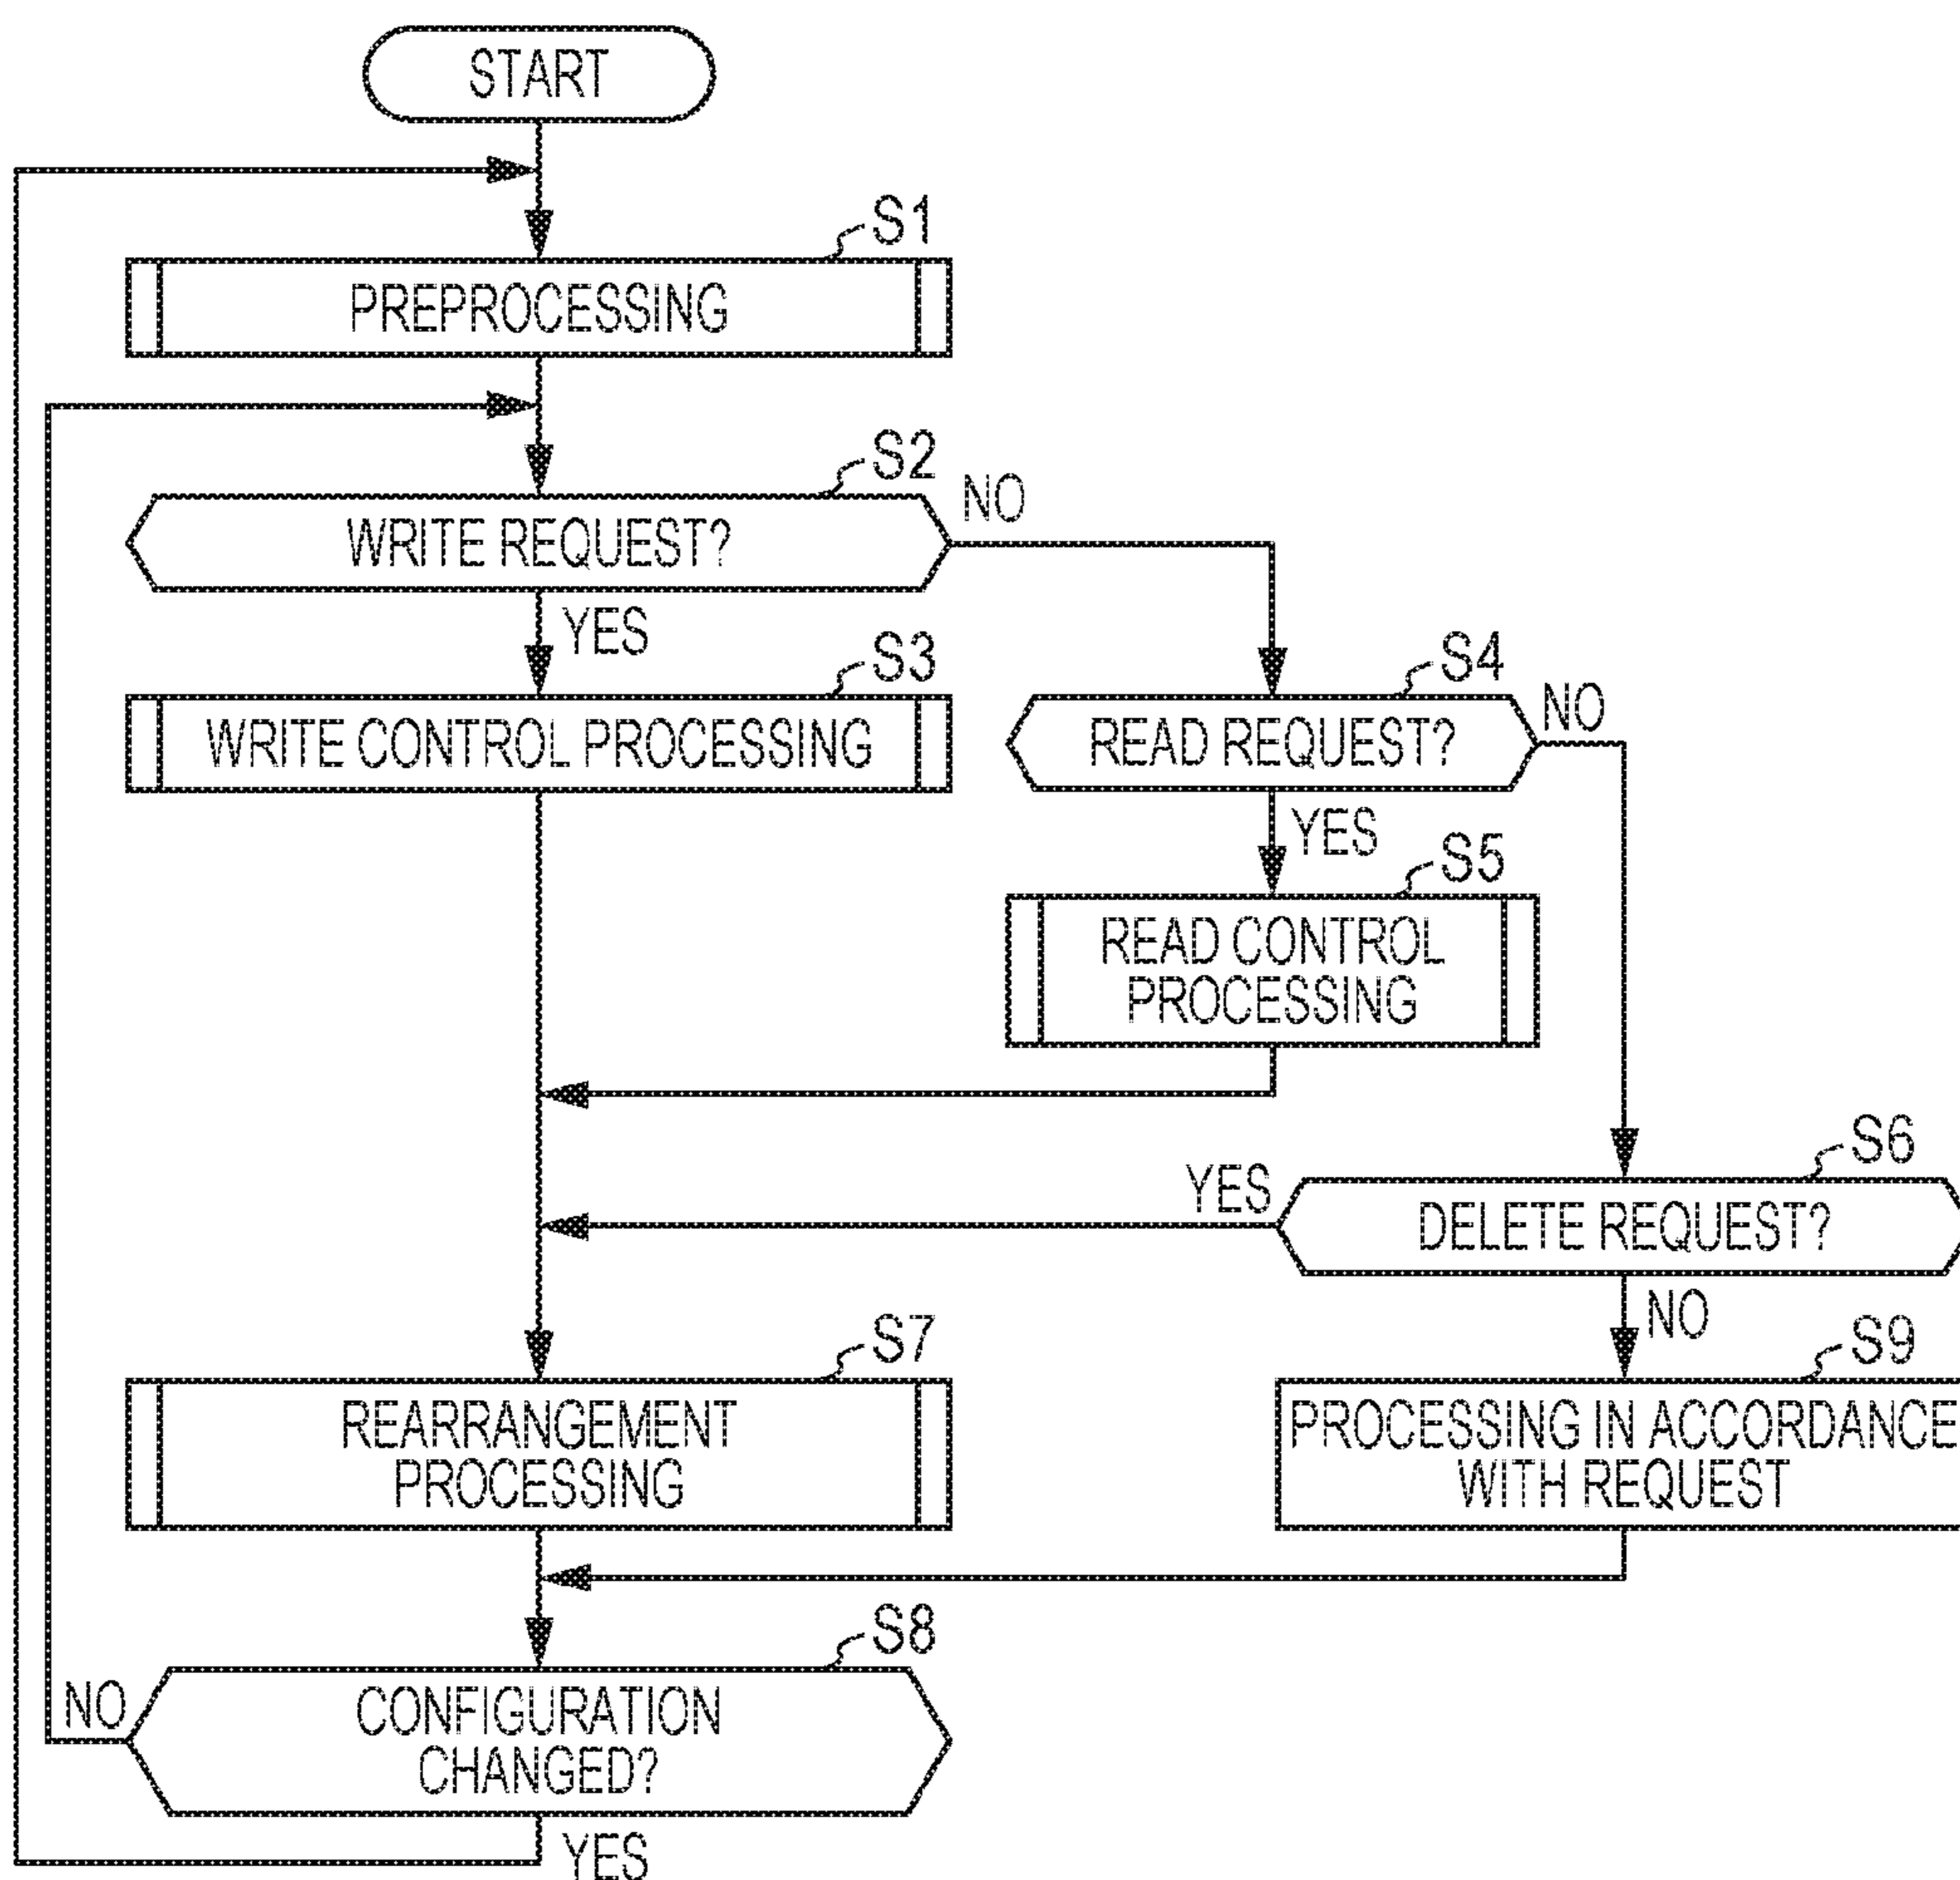 START
S1
PREPROCESSING
S2
WRITE REQUEST?
NO
YES
S3
WRITE CONTROL PROCESSING
S4
READ REQUEST?
NO
YES
S5
READ CONTROL
PROCESSING
S6
YES
DELETE REQUEST?
NO
S7
REARRANGEMENT
PROCESSING
S9
PROCESSING IN ACCORDANCE
WITH REQUEST
S8
NO
CONFIGURATION
CHANGED?
YES